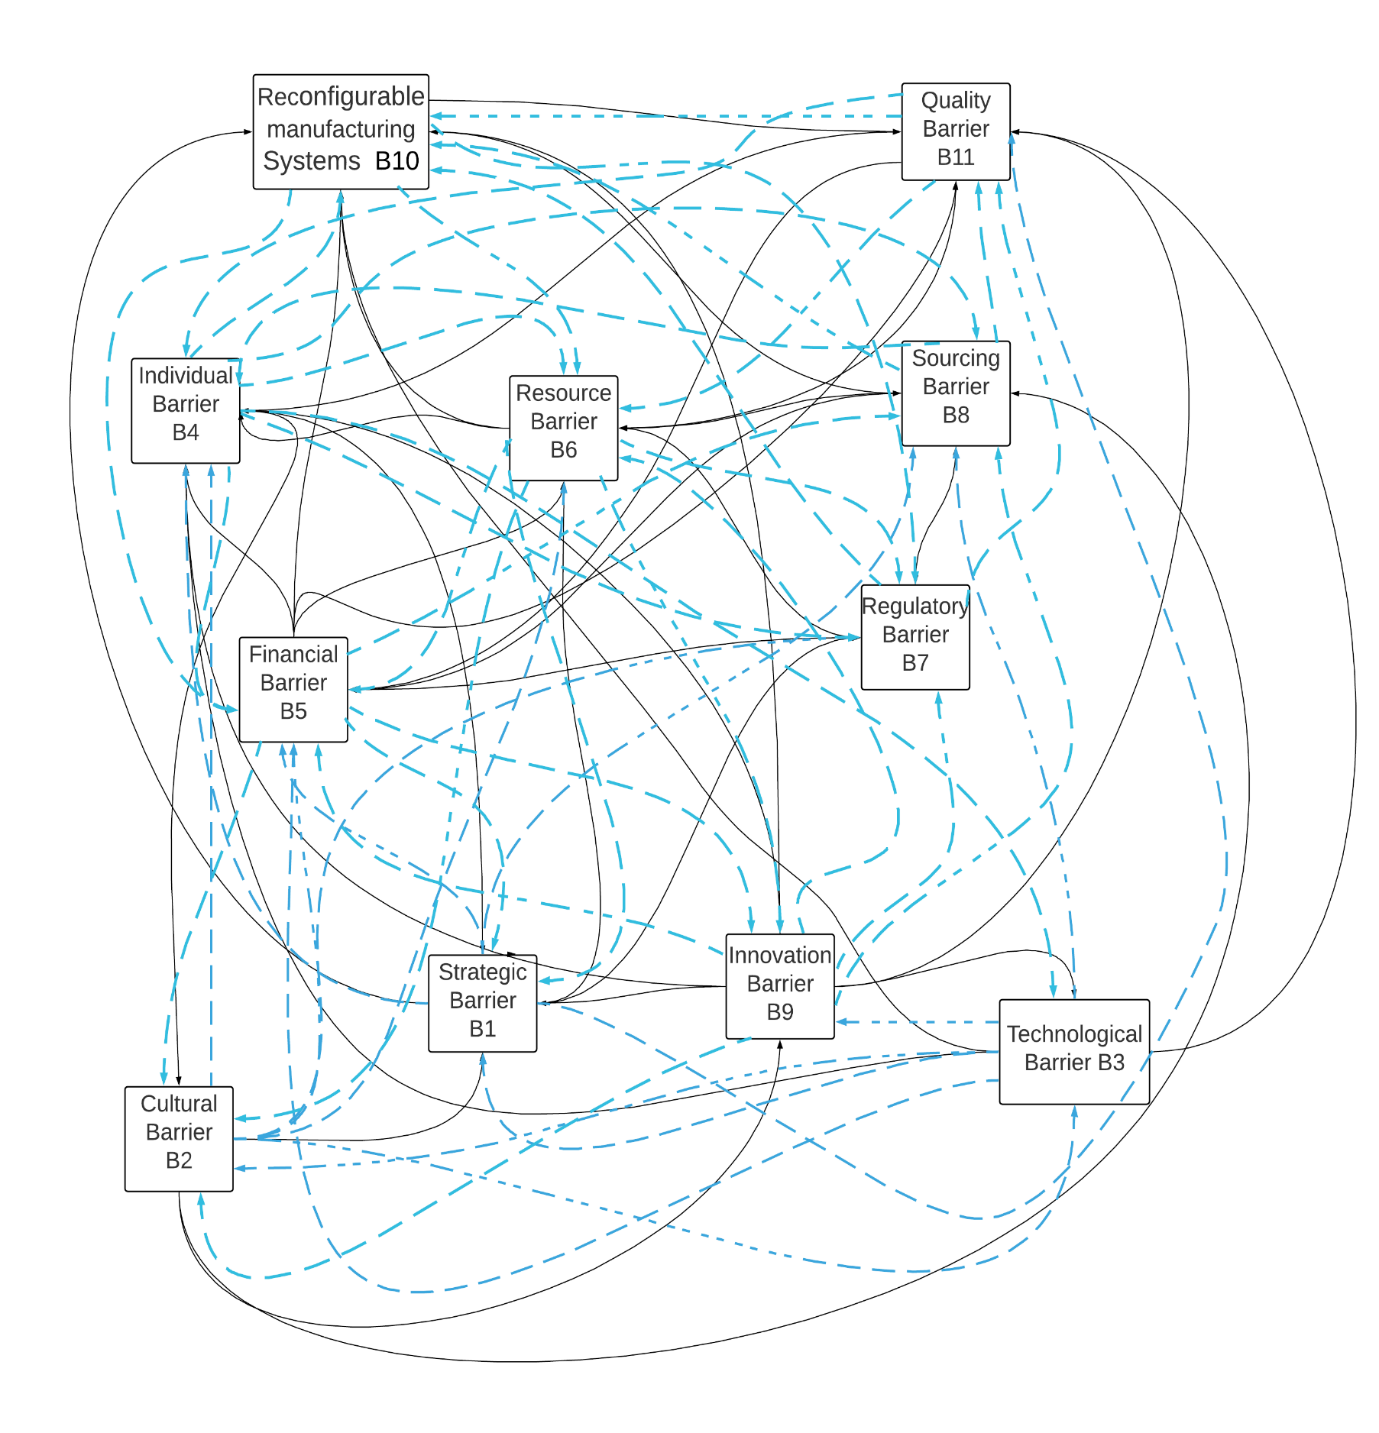 Reconfigurable
manufacturing
Systems B10
Quality
Barrier
B11
Individual
Barrier
B4
Resource
Barrier
B6
Sourcing
Barrier
B8
Financial
Barrier
B5
Regulatory
Barrier
B7
Strategic
Barrier
B1
Innovation
Barrier
B9
Technological
Barrier B3
Cultural
Barrier
B2